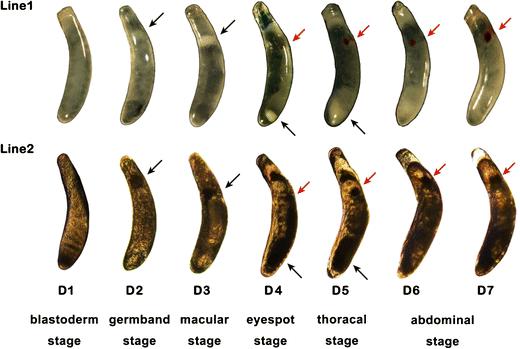 Line1
Line2
D1 D2 D3 D4 D5 D6 D7
blastoderm germband macular eyespot thoracal abdominal
stage stage stage stage stage stage